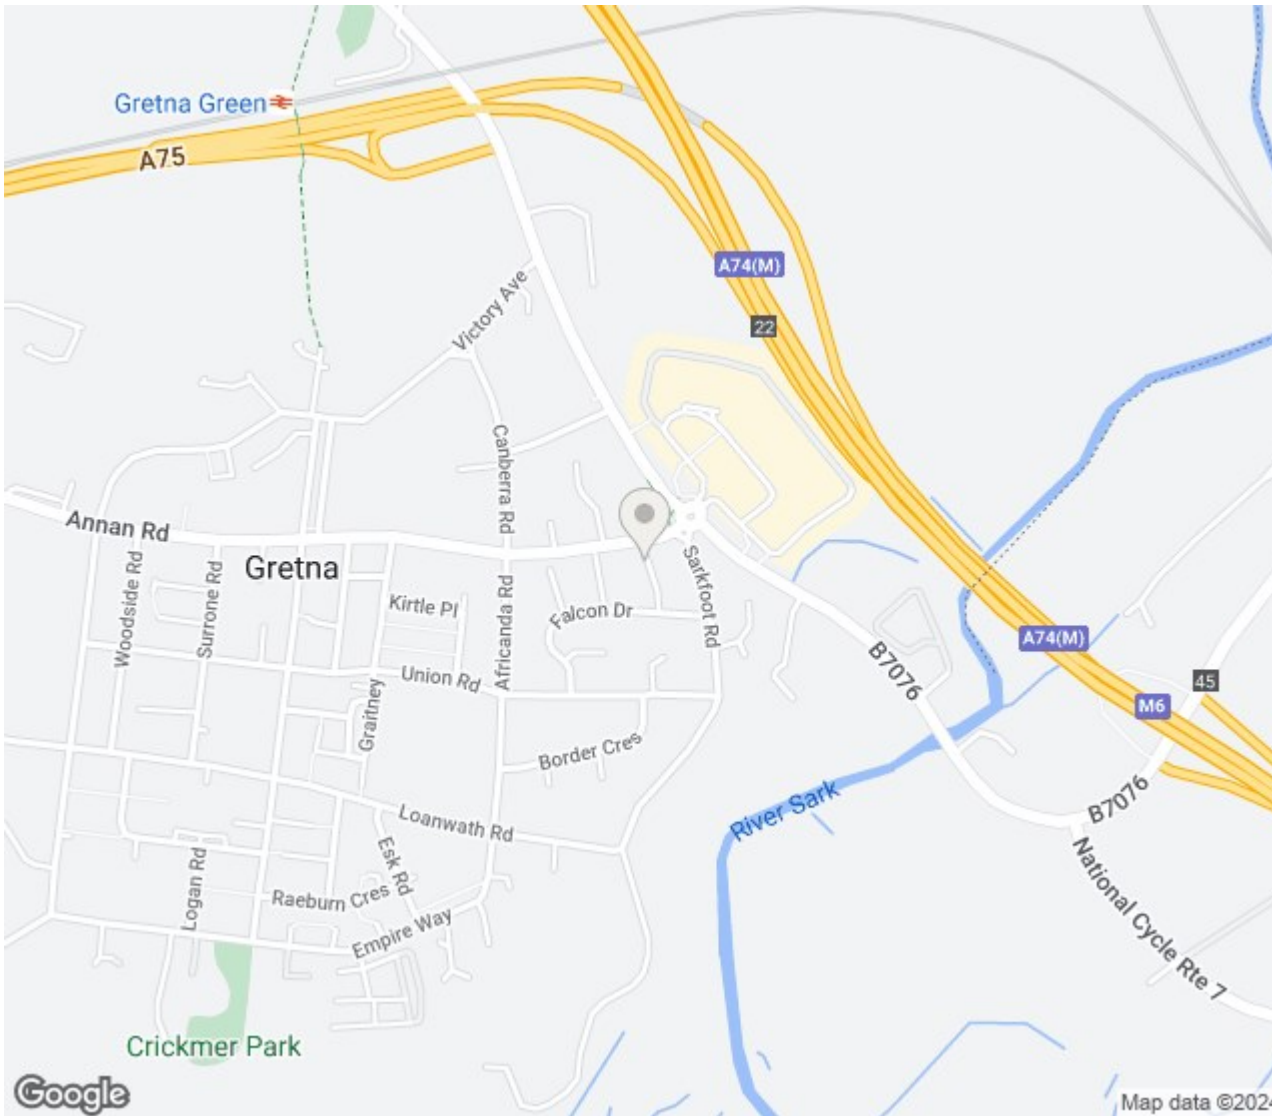 Gretna Green
A75
A74(M)
22
Victory Ave
Canberra Rd
Annan Rd
Gretna
Woodside Rd
Surrone Rd
Kirtle Pl
Africanda Rd
Falcon Dr
Sarkfoot Rd
A74(M)
B7076
Union Rd
Graitney
45
M6
Border Cres
River Sark
B7076
Loanwath Rd
Esk Rd
Logan Rd
Raeburn Cres
Empire Way
National Cycle Rte 7
Crickmer Park
Google
Map data ©2024